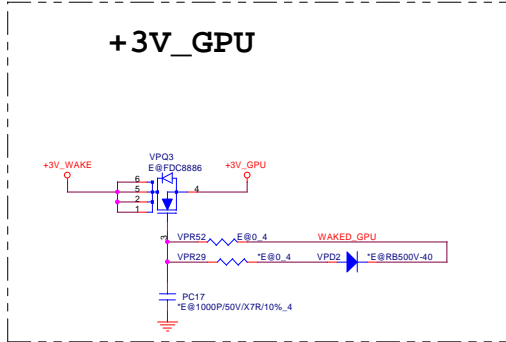 +3V_GPU
VPQ3
E@FDC8886
+3V_WAKE
+3V_GPU
6
5
2
1
4
3
VPR52
E@0_4
WAKED_GPU
VPR29
*E@0_4
VPD2
*E@RB500V-40
PC17
*E@1000P/50V/X7R/10%_4